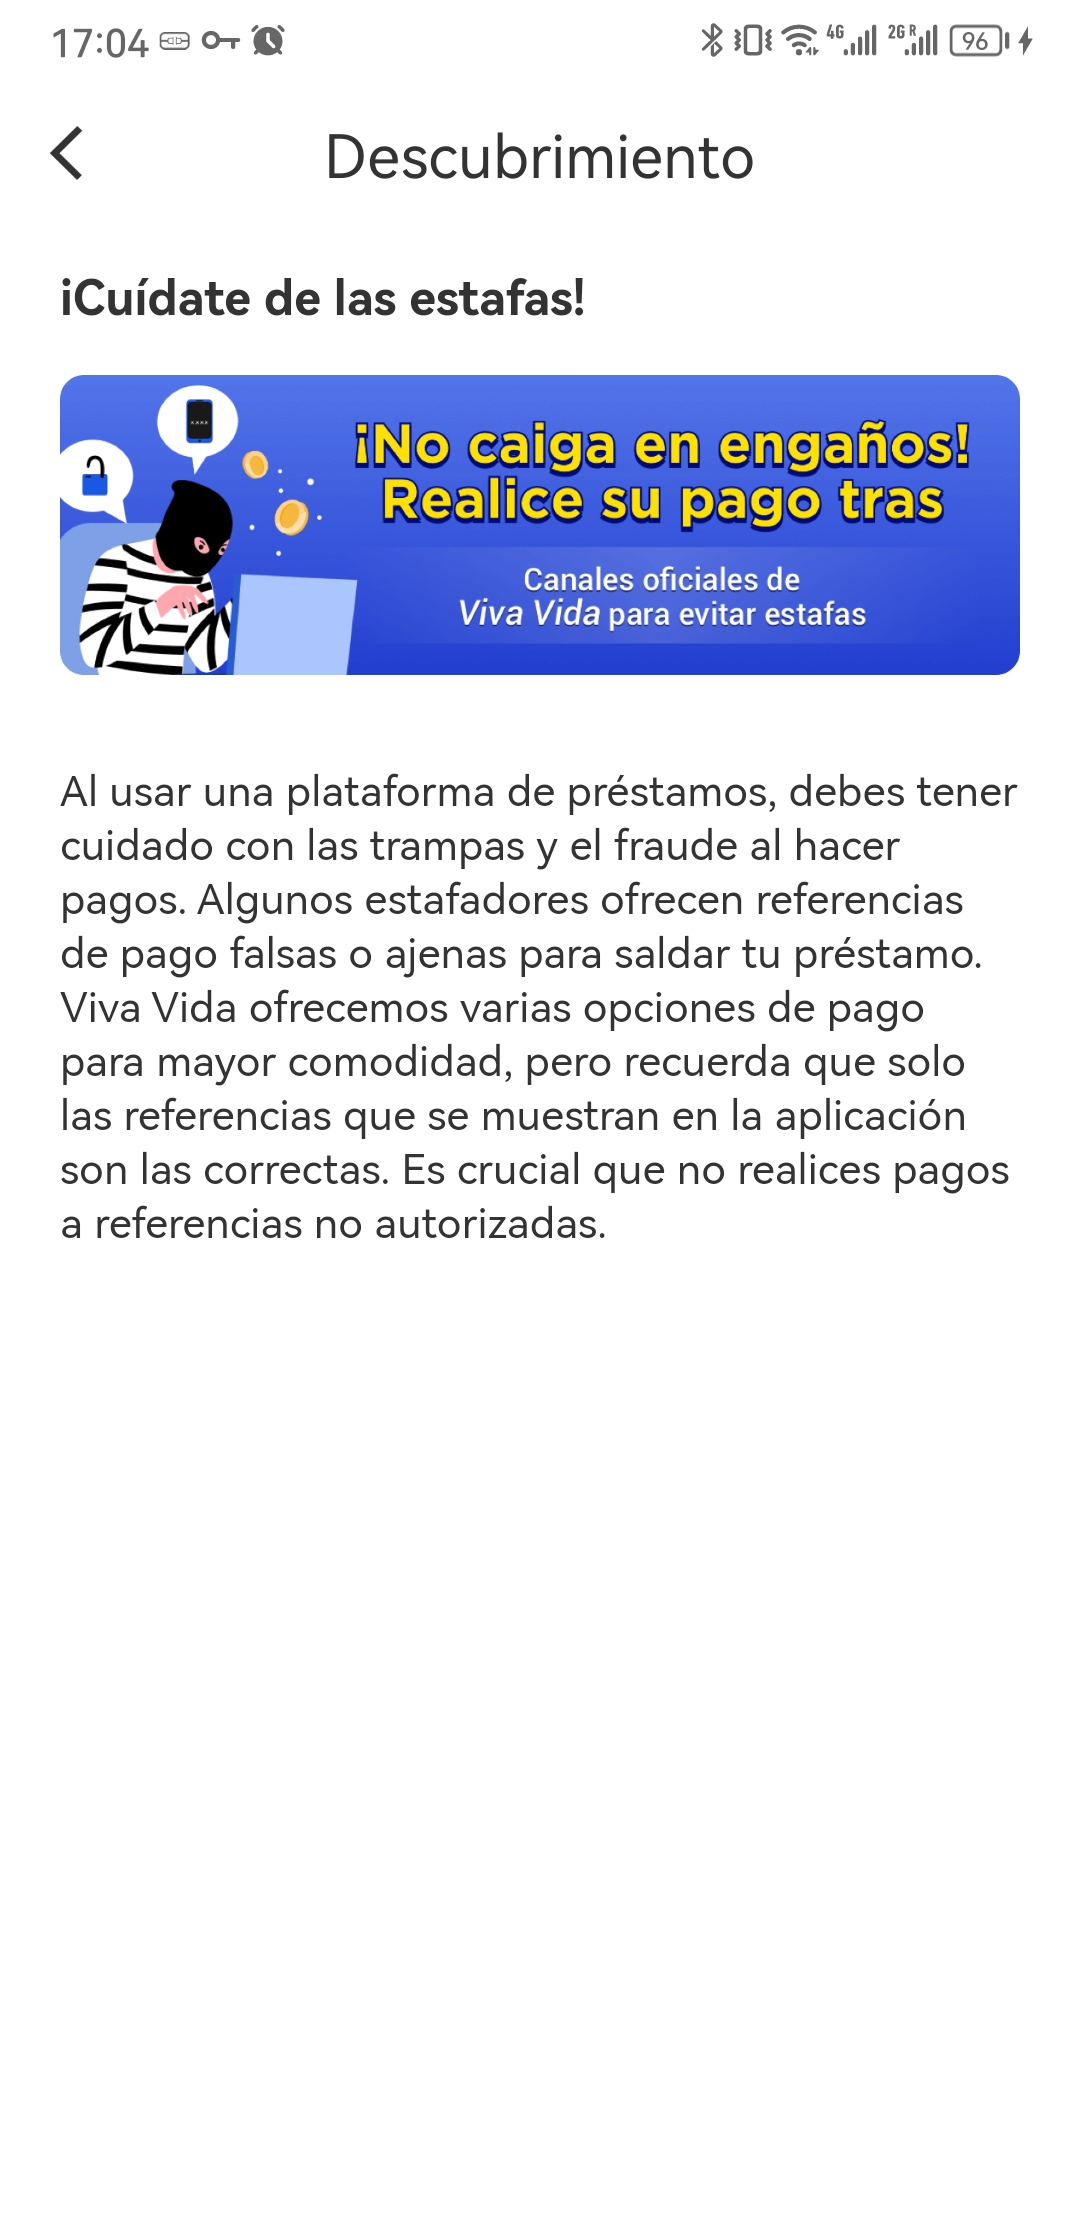 17:04
4G
2G R
96
Descubrimiento
¡Cuídate de las estafas!
¡No caiga en engaños!
Realice su pago tras
Canales oficiales de
Viva Vida para evitar estafas
Al usar una plataforma de préstamos, debes tener
cuidado con las trampas y el fraude al hacer
pagos. Algunos estafadores ofrecen referencias
de pago falsas o ajenas para saldar tu préstamo.
Viva Vida ofrecemos varias opciones de pago
para mayor comodidad, pero recuerda que solo
las referencias que se muestran en la aplicación
son las correctas. Es crucial que no realices pagos
a referencias no autorizadas.